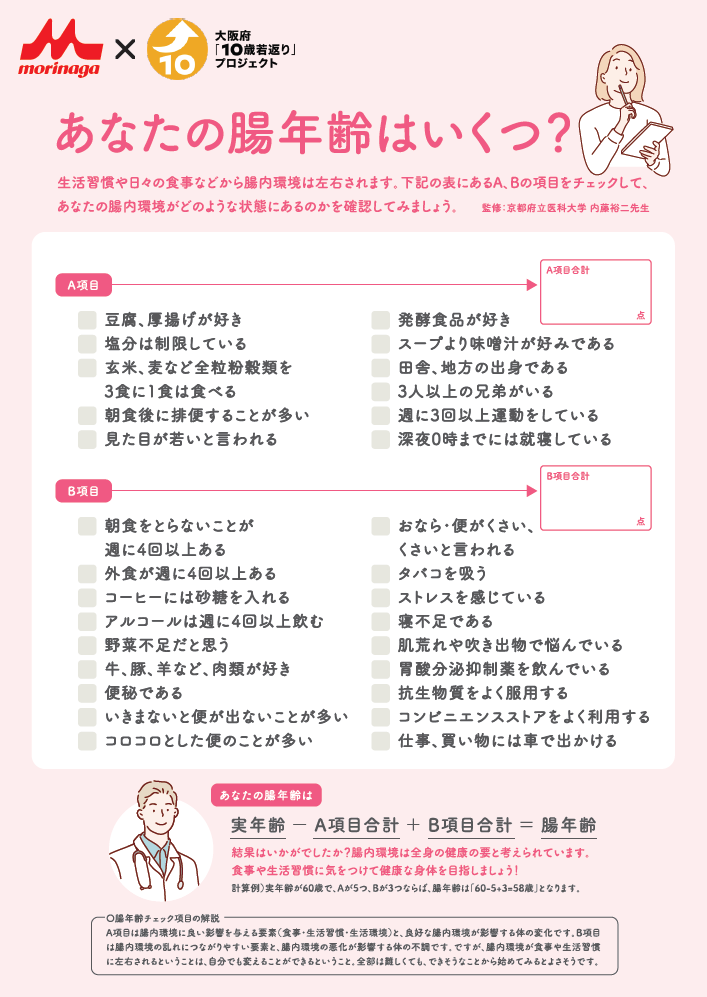 morinaga
×
10
大阪府
「10歳若返り」
プロジェクト
あなたの腸年齢はいくつ?
生活習慣や日々の食事などから腸内環境は左右されます。下記の表にあるA、Bの項目をチェックして、
あなたの腸内環境がどのような状態にあるのかを確認してみましょう。 監修:京都府立医科大学 内藤裕二先生
A項目
A項目合計
点
豆腐、厚揚げが好き
塩分は制限している
玄米、麦など全粒粉穀類を
3食に1食は食べる
朝食後に排便することが多い
見た目が若いと言われる
発酵食品が好き
スープより味噌汁が好みである
田舎、地方の出身である
3人以上の兄弟がいる
週に3回以上運動をしている
深夜0時までには就寝している
B項目
B項目合計
点
朝食をとらないことが
週に4回以上ある
外食が週に4回以上ある
コーヒーには砂糖を入れる
アルコールは週に4回以上飲む
野菜不足だと思う
牛、豚、羊など、肉類が好き
便秘である
いきまないと便が出ないことが多い
コロコロとした便のことが多い
おなら・便がくさい、
くさいと言われる
タバコを吸う
ストレスを感じている
寝不足である
肌荒れや吹き出物で悩んでいる
胃酸分泌抑制薬を飲んでいる
抗生物質をよく服用する
コンビニエンスストアをよく利用する
仕事、買い物には車で出かける
あなたの腸年齢は
実年齢 − A項目合計 + B項目合計 = 腸年齢
結果はいかがでしたか?腸内環境は全身の健康の要と考えられています。
食事や生活習慣に気をつけて健康な身体を目指しましょう!
計算例)実年齢が60歳で、Aが5つ、Bが3つならば、腸年齢は「60-5+3=58歳」となります。
○腸年齢チェック項目の解説
A項目は腸内環境に良い影響を与える要素(食事・生活習慣・生活環境)と、良好な腸内環境が影響する体の変化です。B項目
は腸内環境の乱れにつながりやすい要素と、腸内環境の悪化が影響する体の不調です。ですが、腸内環境が食事や生活習慣
に左右されるということは、自分でも変えることができるということ。全部は難しくても、できそうなことから始めてみるとよさそうです。